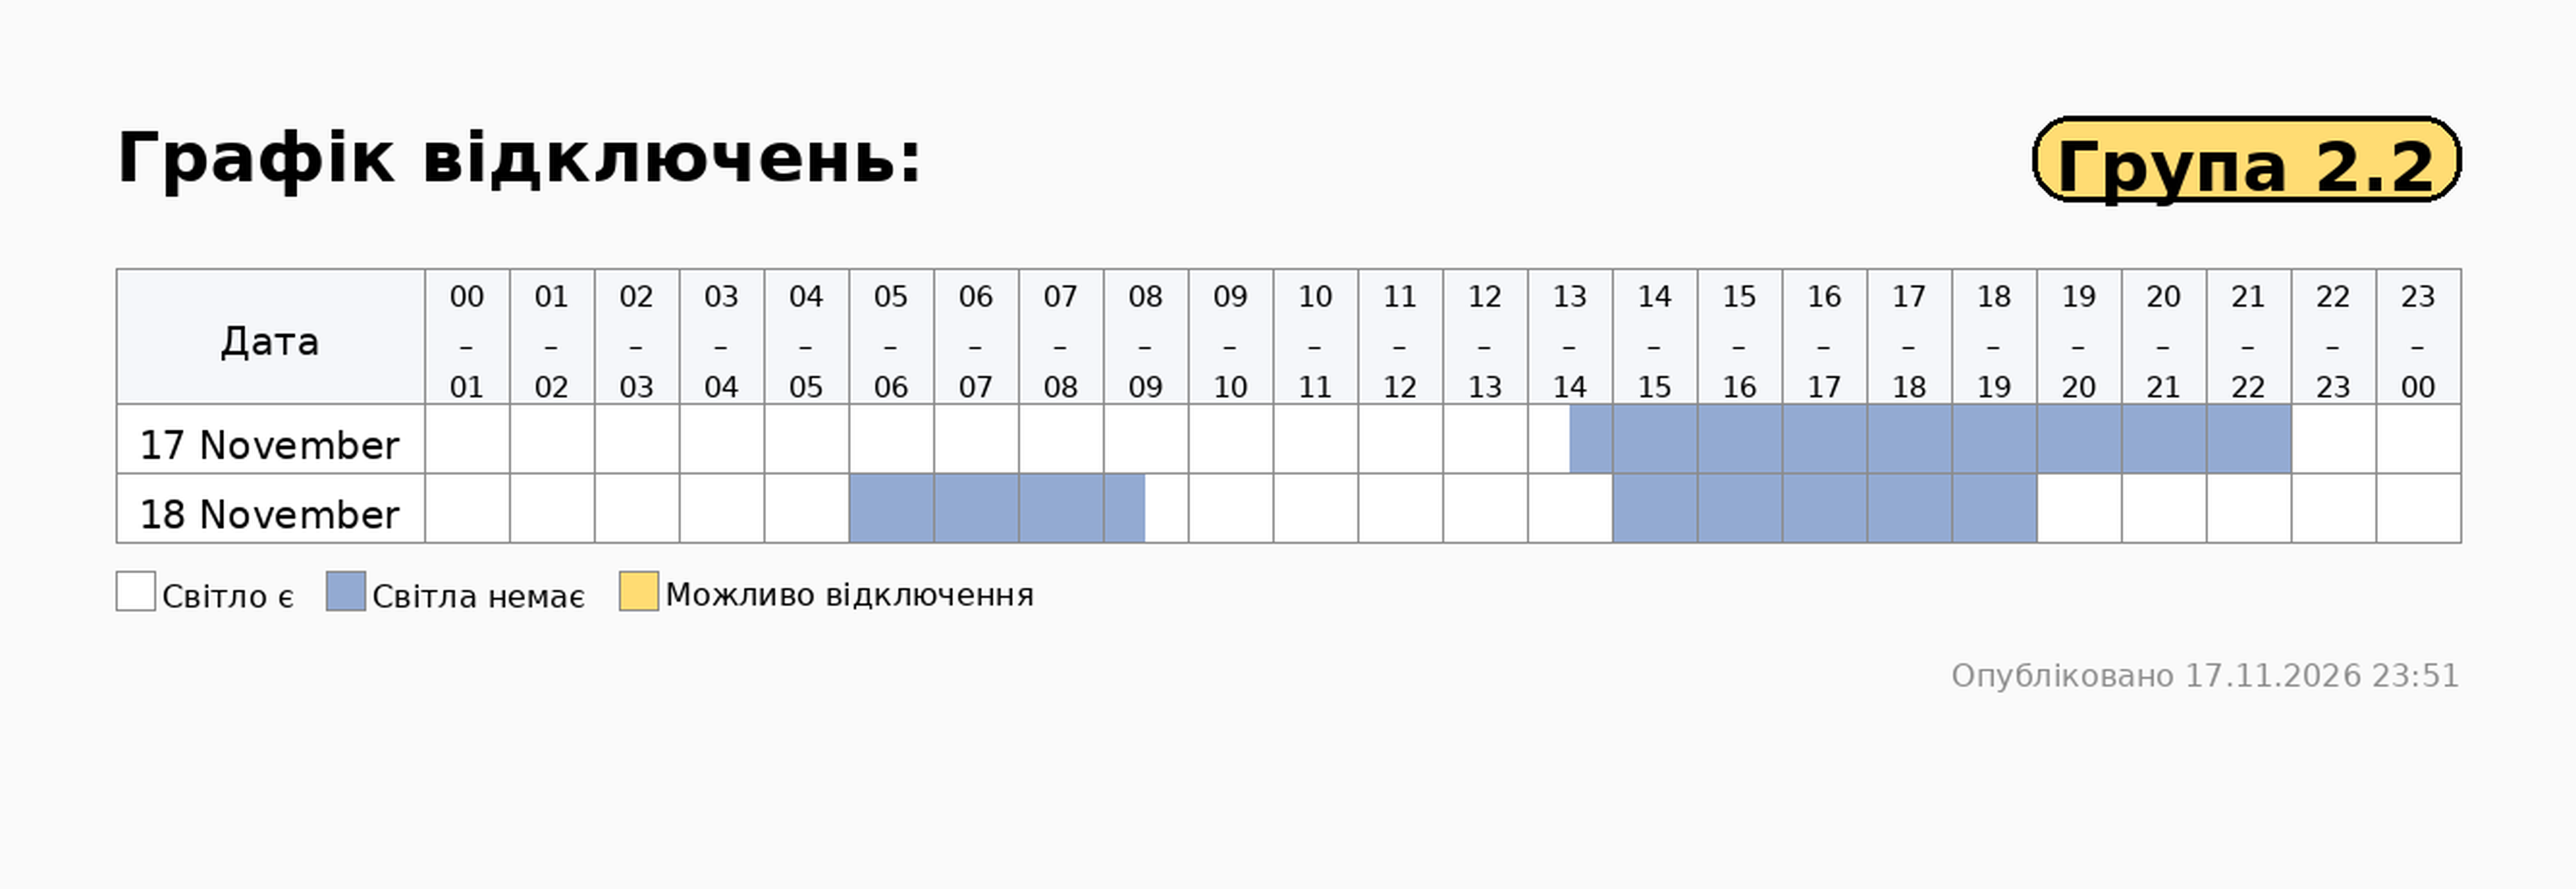 Графік відключень:
Група 2.2
Дата
00 – 01
01 – 02
02 – 03
03 – 04
04 – 05
05 – 06
06 – 07
07 – 08
08 – 09
09 – 10
10 – 11
11 – 12
12 – 13
13 – 14
14 – 15
15 – 16
16 – 17
17 – 18
18 – 19
19 – 20
20 – 21
21 – 22
22 – 23
23 – 00
17 November
18 November
Світло є
Світла немає
Можливо відключення
Опубліковано 17.11.2026 23:51